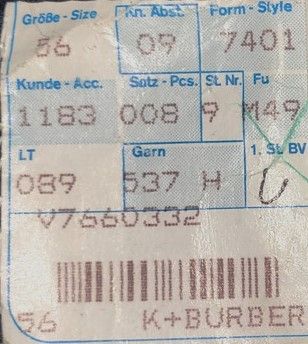 Größe - Size Kn. Abst. Form - Style
56 09 7401
Kunde - Acc. Satz - Pcs. St. Nr. Fu
1183 008 9 M49
LT Garn 1. St. BV
089 537 H
V7660332
56 K+BURBER